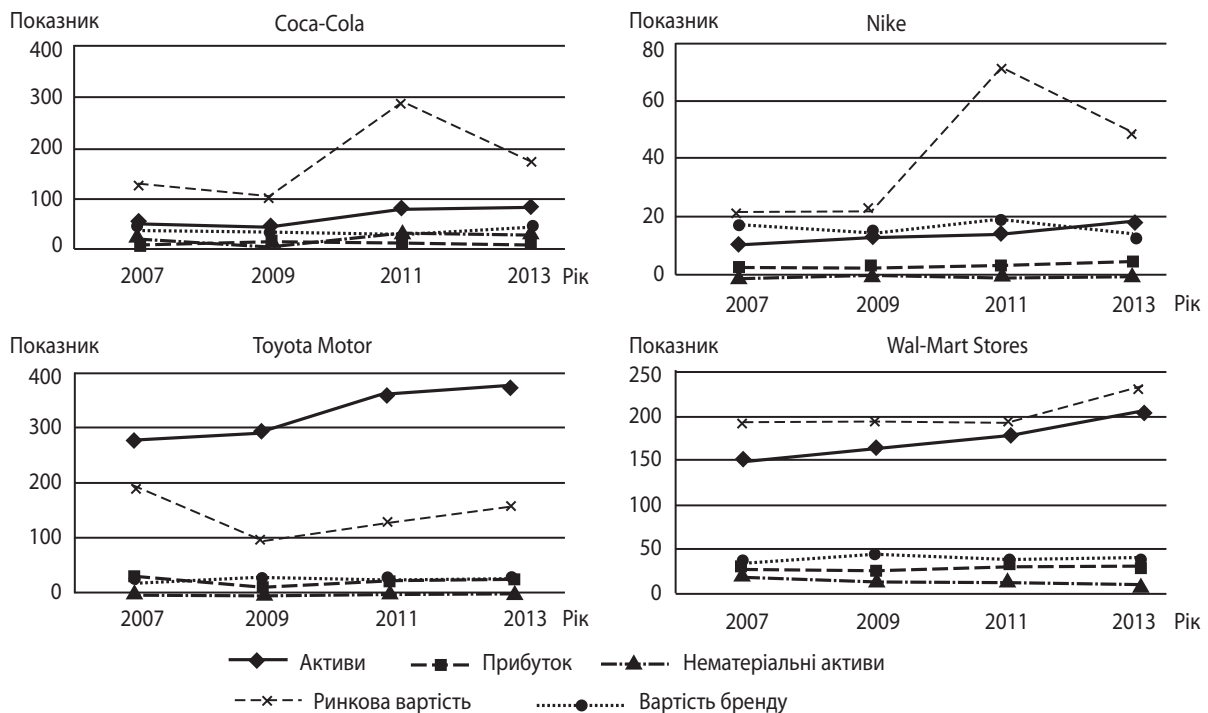 Показник
Coca-Cola
400
300
200
100
0
2007 2009 2011 2013 Рік
Показник
Nike
80
60
40
20
0
2007 2009 2011 2013 Рік
Показник
Toyota Motor
400
300
200
100
0
2007 2009 2011 2013 Рік
Показник
Wal-Mart Stores
250
200
150
100
50
0
2007 2009 2011 2013 Рік
Активи Прибуток Нематеріальні активи
Ринкова вартість Вартість бренду